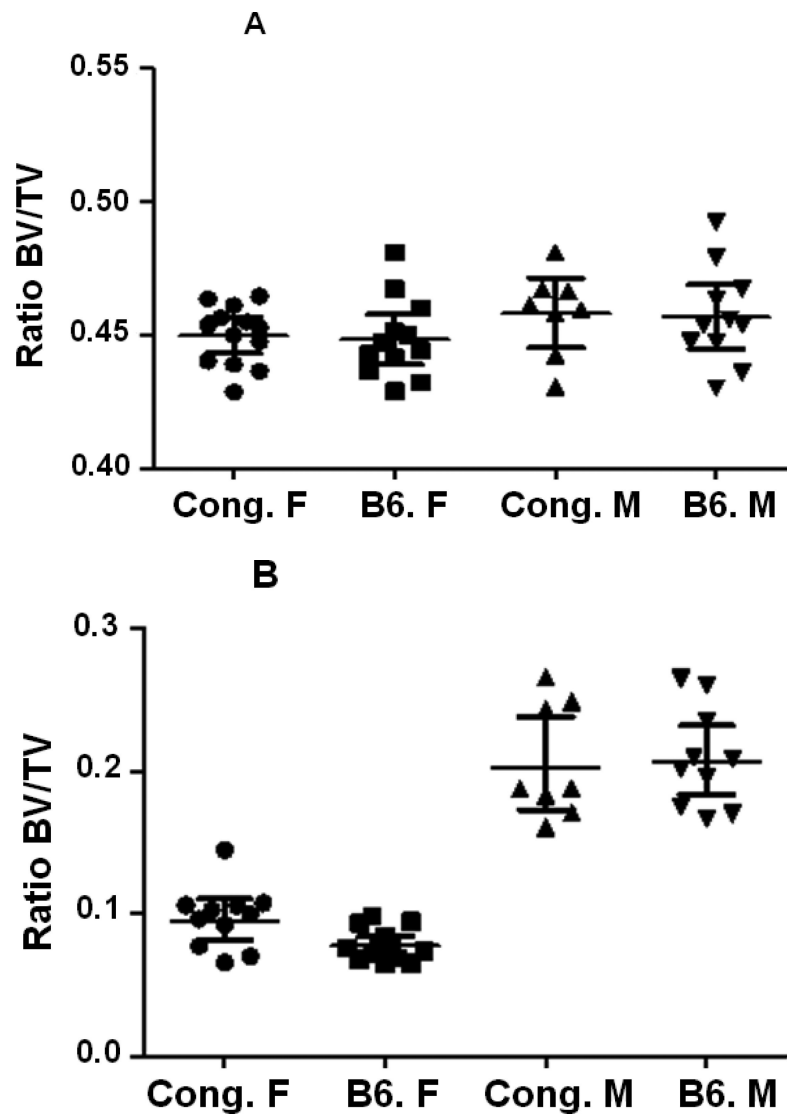 A
0.55
0.50
0.45
0.40
Ratio BV/TV
Cong. F B6. F Cong. M B6. M
B
0.3
0.2
0.1
0.0
Ratio BV/TV
Cong. F B6. F Cong. M B6. M